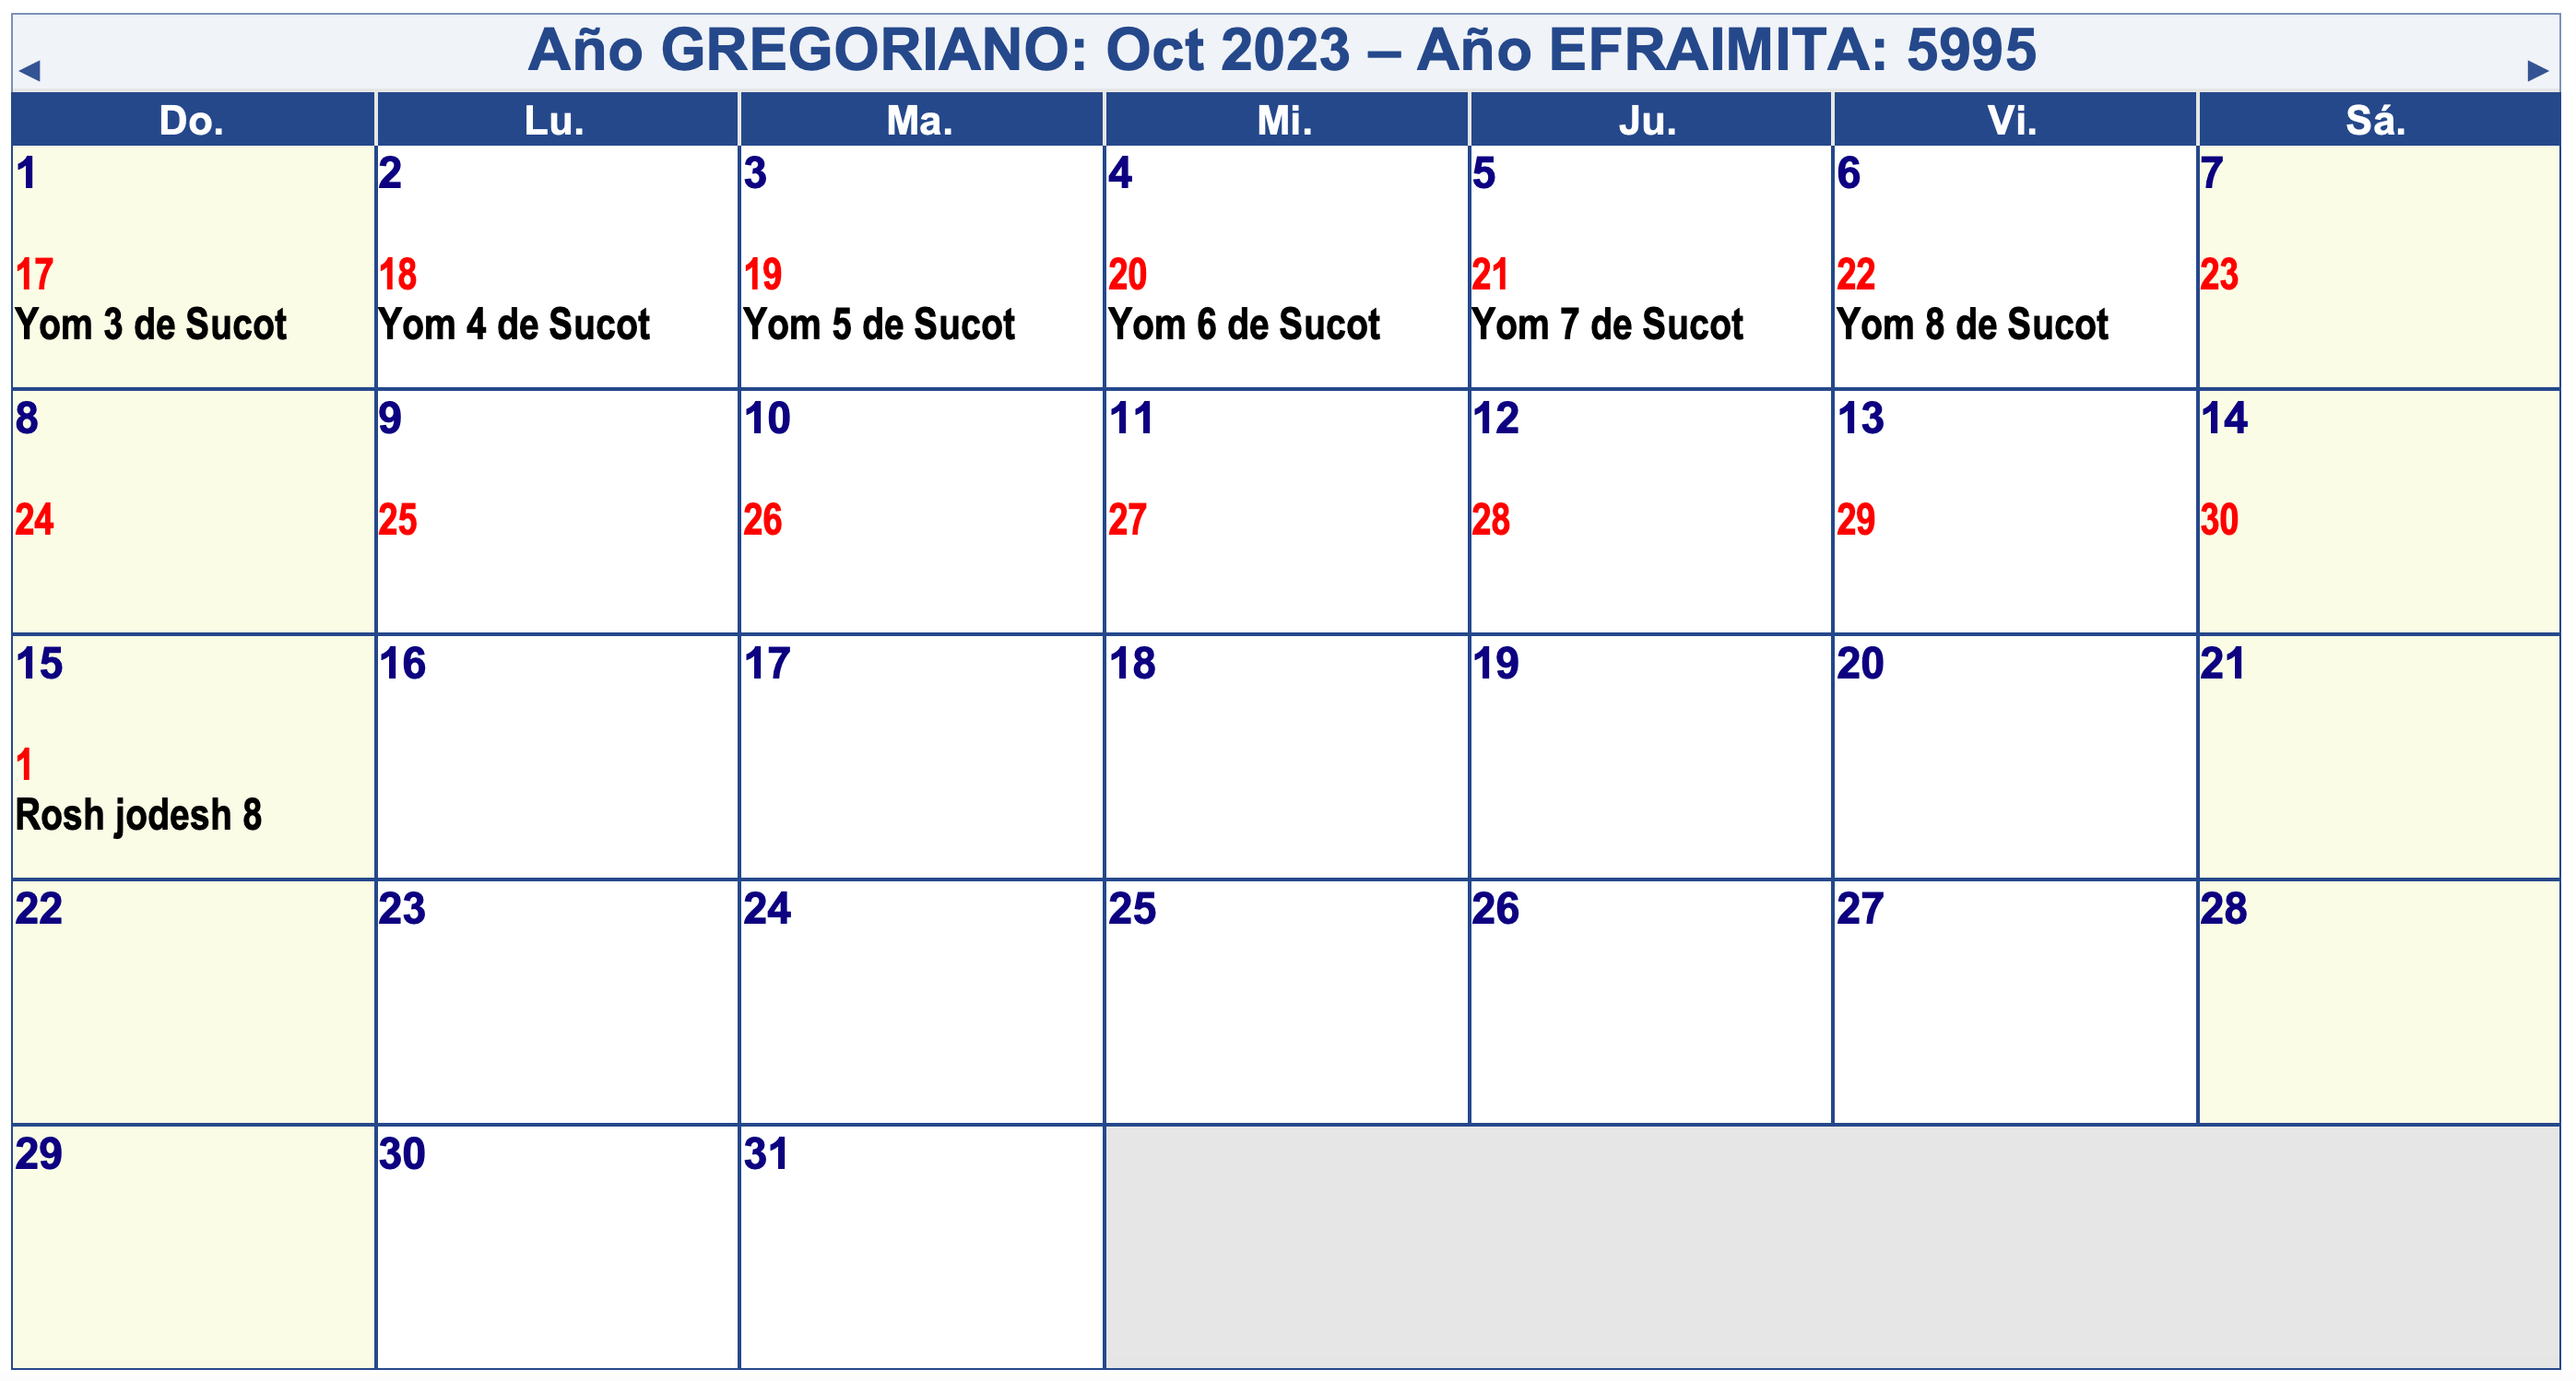 Año GREGORIANO: Oct 2023 – Año EFRAIMITA: 5995
◄ ►
Do. Lu. Ma. Mi. Ju. Vi. Sá.
1 2 3 4 5 6 7
17 18 19 20 21 22 23
Yom 3 de Sucot Yom 4 de Sucot Yom 5 de Sucot Yom 6 de Sucot Yom 7 de Sucot Yom 8 de Sucot
8 9 10 11 12 13 14
24 25 26 27 28 29 30
15 16 17 18 19 20 21
1
Rosh jodesh 8
22 23 24 25 26 27 28
29 30 31